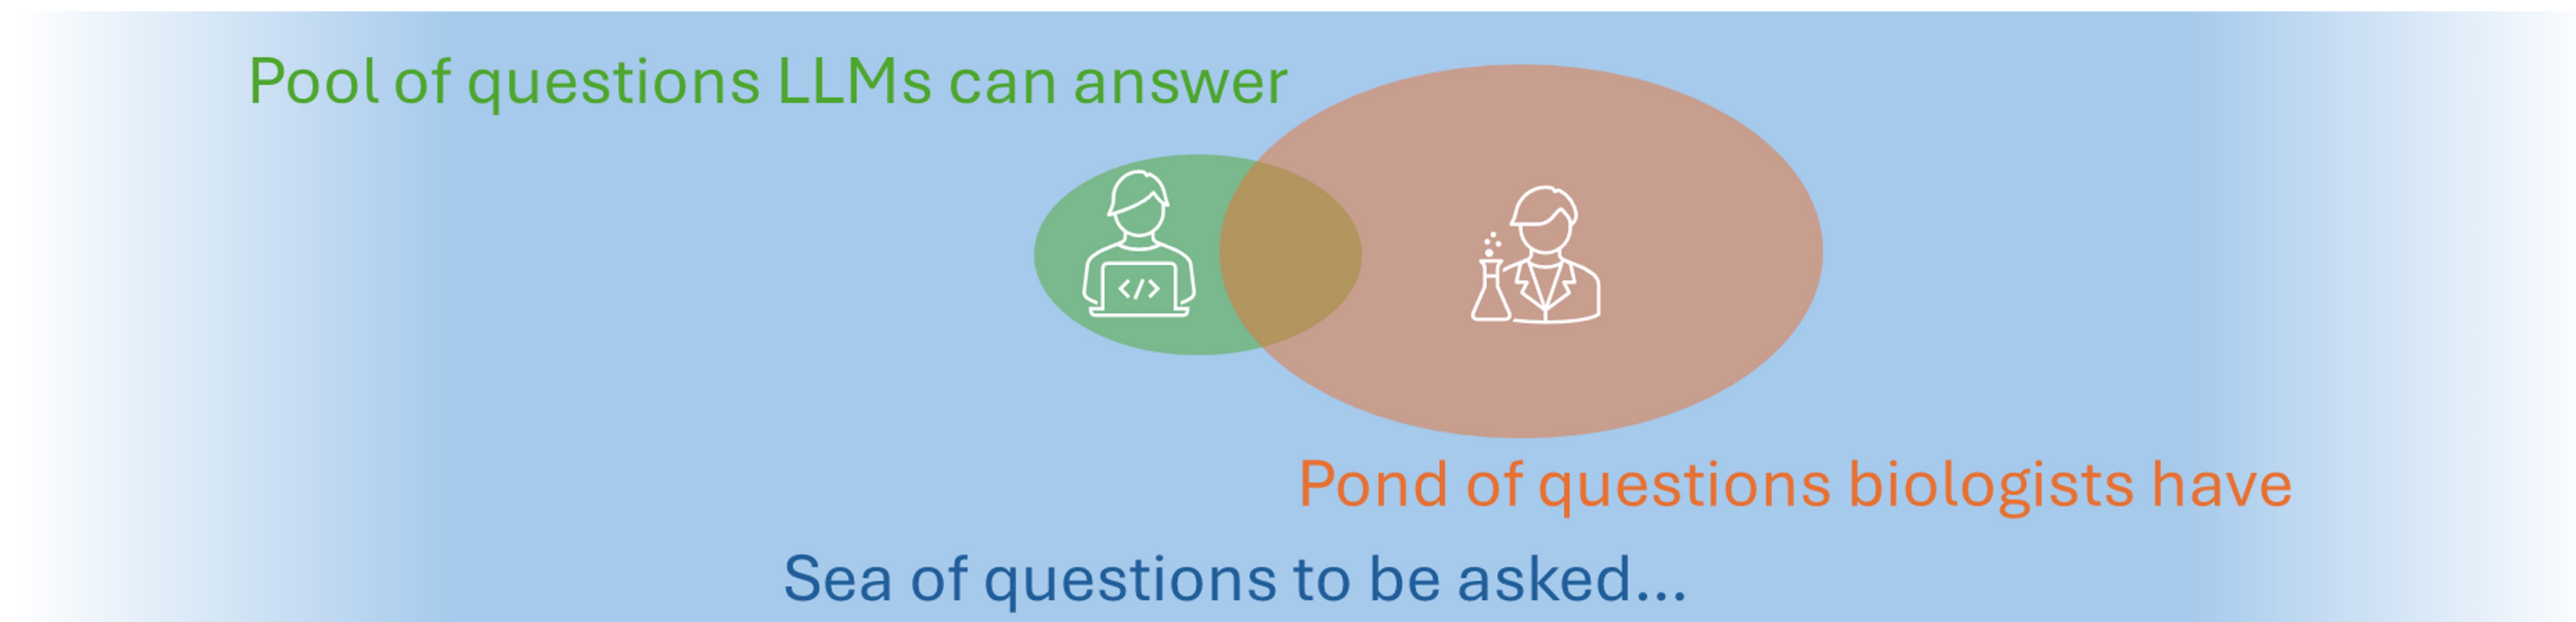 Pool of questions LLMs can answer
</>
Pond of questions biologists have
Sea of questions to be asked...